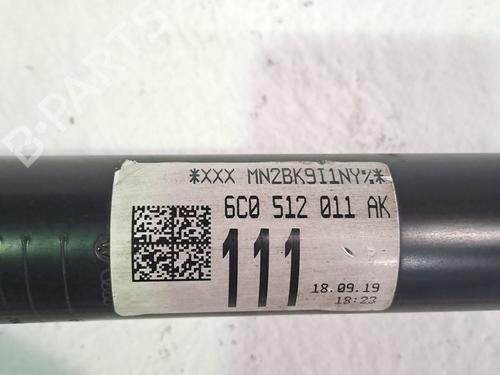 B-PARTS
*XXX MN2BK9I1NY%*
6C0 512 011 AK
111
18.09.19
18:23